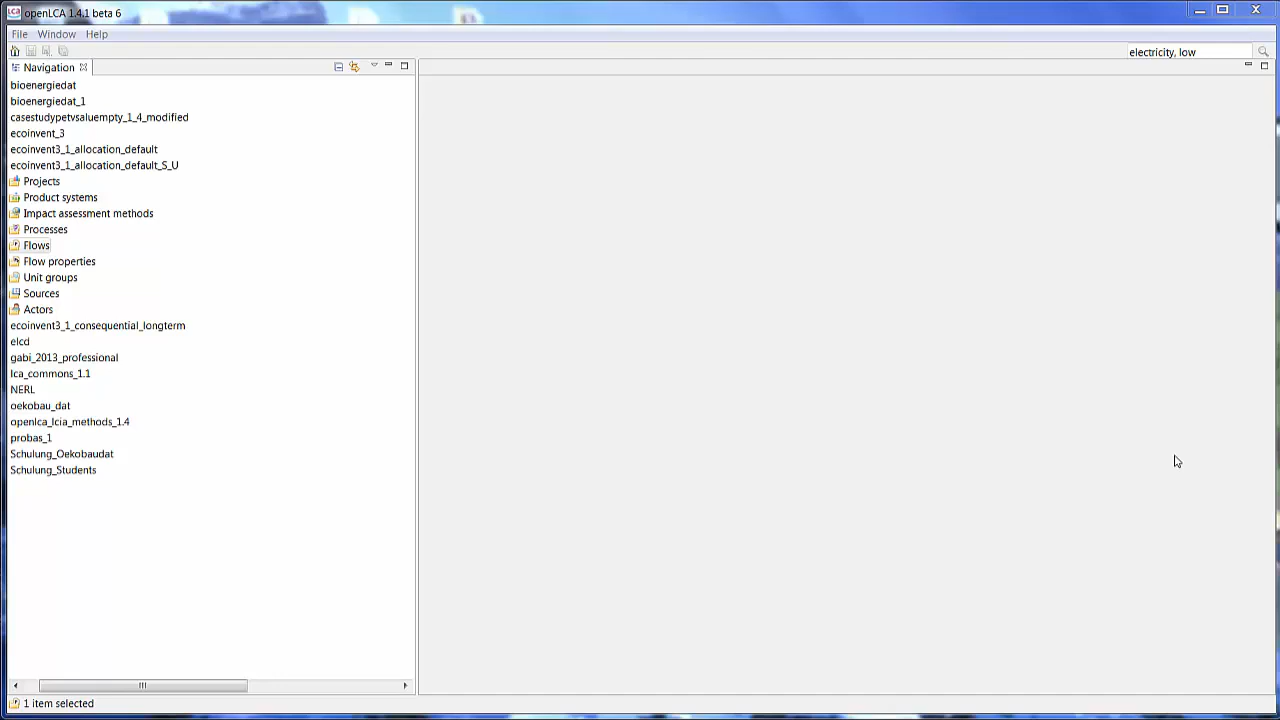 openLCA 1.4.1 beta 6
File Window Help
electricity, low
Navigation
bioenergiedat
bioenergiedat_1
casestudypetvsaluempty_1_4_modified
ecoinvent_3
ecoinvent3_1_allocation_default
ecoinvent3_1_allocation_default_S_U
Projects
Product systems
Impact assessment methods
Processes
Flows
Flow properties
Unit groups
Sources
Actors
ecoinvent3_1_consequential_longterm
elcd
gabi_2013_professional
lca_commons_1.1
NERL
oekobau_dat
openlca_lcia_methods_1.4
probas_1
Schulung_Oekobaudat
Schulung_Students
1 item selected